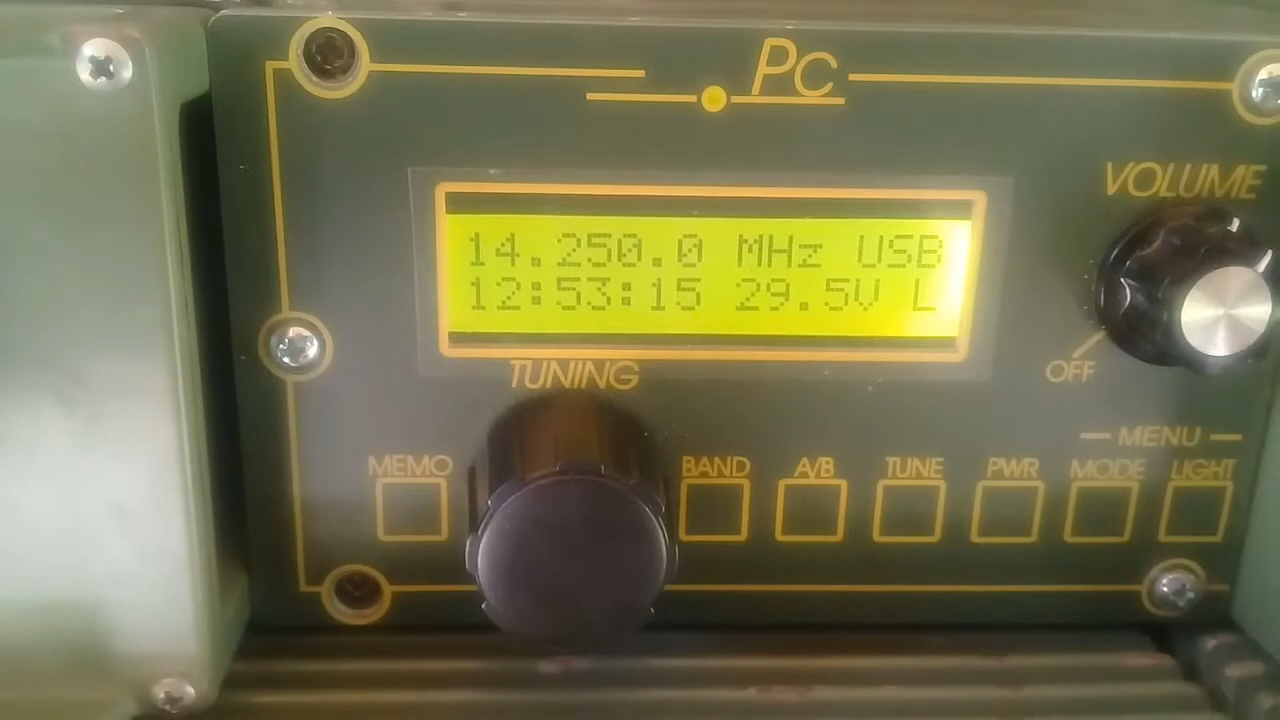 Pc
VOLUME
14.250.0 MHz USB
12:53:15 29.5V L
OFF
TUNING
MENU
MEMO BAND A/B TUNE PWR MODE LIGHT